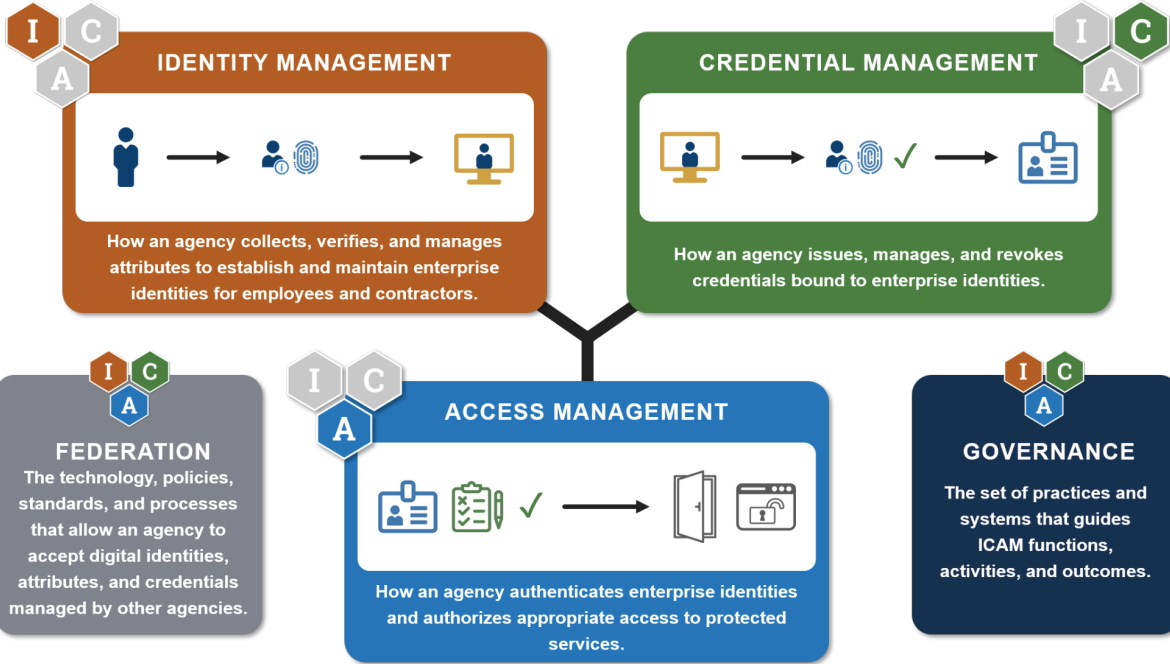 I C
A
IDENTITY MANAGEMENT
How an agency collects, verifies, and manages
attributes to establish and maintain enterprise
identities for employees and contractors.
I C
A
CREDENTIAL MANAGEMENT
How an agency issues, manages, and revokes
credentials bound to enterprise identities.
I C
A
FEDERATION
The technology, policies,
standards, and processes
that allow an agency to
accept digital identities,
attributes, and credentials
managed by other agencies.
I C
A
ACCESS MANAGEMENT
How an agency authenticates enterprise identities
and authorizes appropriate access to protected
services.
I C
A
GOVERNANCE
The set of practices and
systems that guides
ICAM functions,
activities, and outcomes.